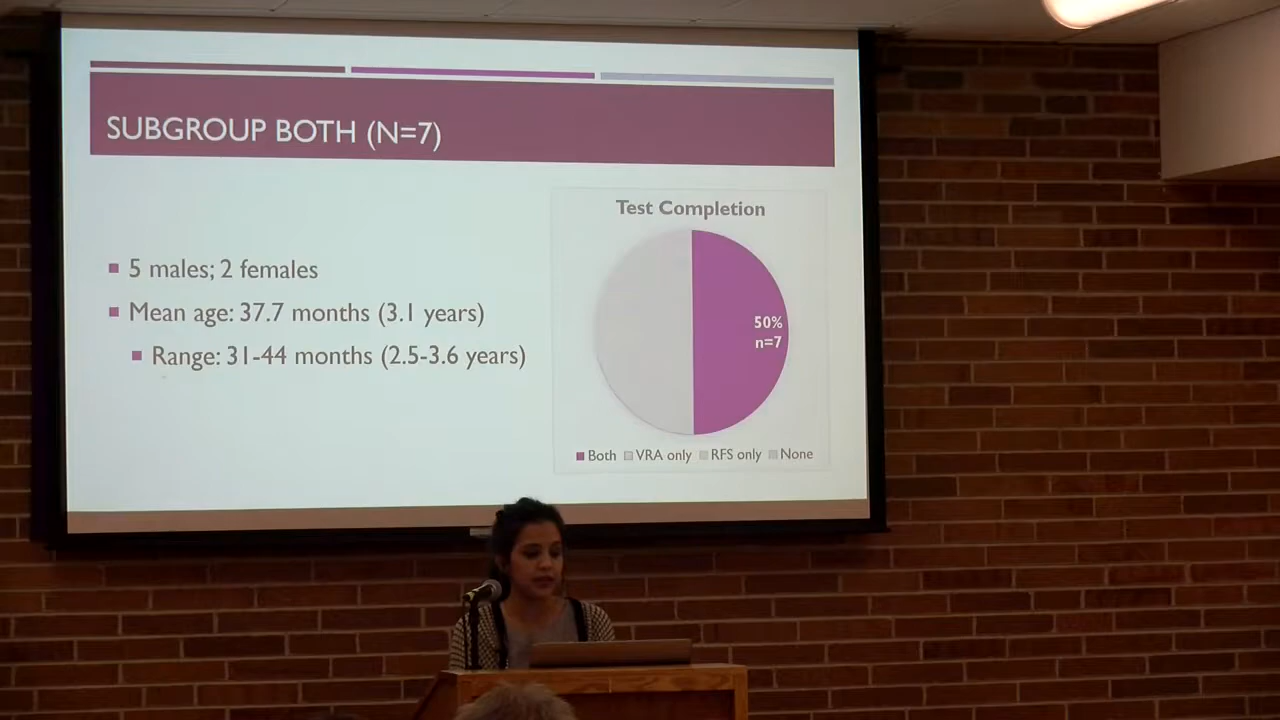 SUBGROUP BOTH (N=7)
5 males; 2 females
Mean age: 37.7 months (3.1 years)
Range: 31-44 months (2.5-3.6 years)
Test Completion
50%
n=7
Both VRA only RFS only None